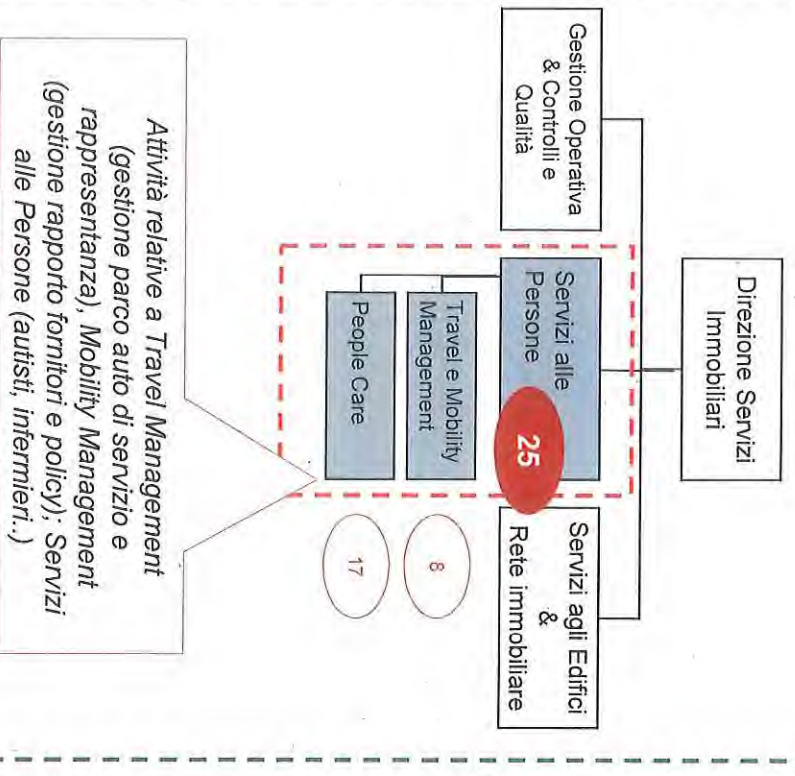 Direzione Servizi
Immobiliari
Gestione Operativa
& Controlli e
Qualità
Servizi alle
Persone
25
Servizi agli Edifici
&
Rete immobiliare
Travel e Mobility
Management
8
People Care
17
Attività relative a Travel Management
(gestione parco auto di servizio e
rappresentanza), Mobility Management
(gestione rapporto fornitori e policy); Servizi
alle Persone (autisti, infermieri..)